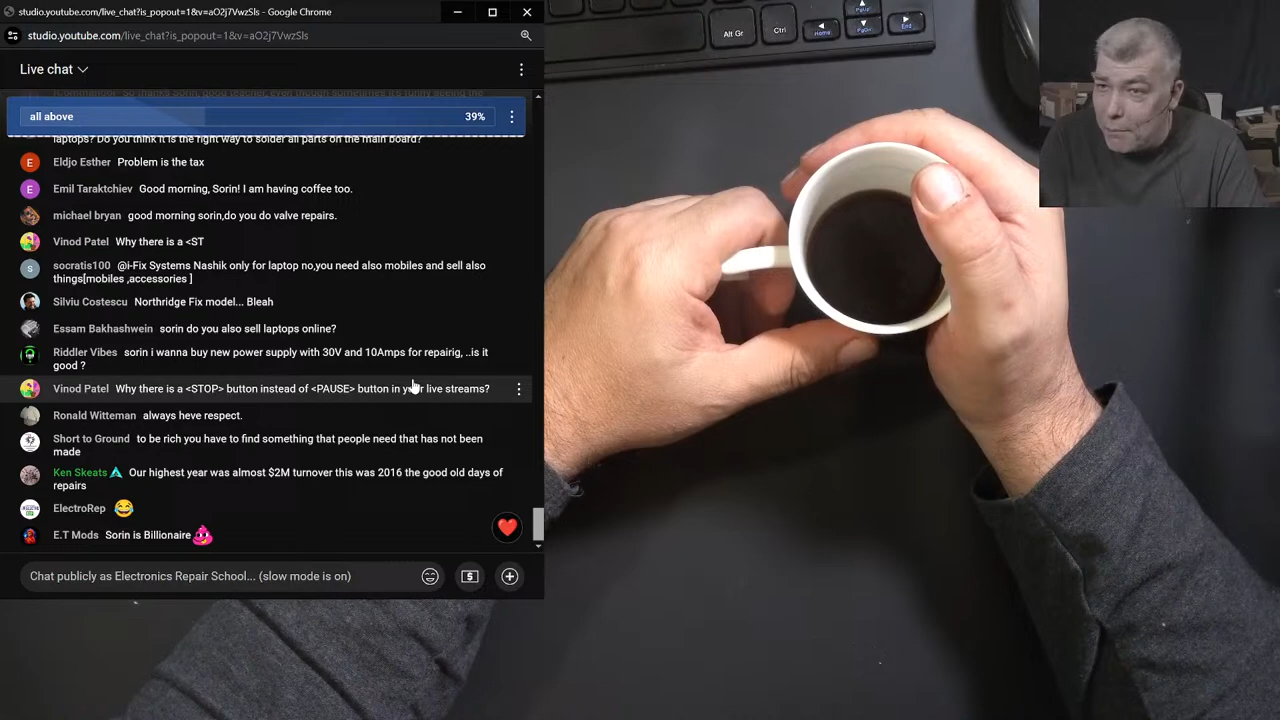 studio.youtube.com/live_chat?is_popout=1&v=aO2j7VwzSls - Google Chrome
studio.youtube.com/live_chat?is_popout=1&v=aO2j7VwzSls
Live chat
all above 39%
laptops? Do you think it is the right way to solder all parts on the main board?
Eldjo Esther Problem is the tax
E Emil Taraktchiev Good morning, Sorin! I am having coffee too.
michael bryan good morning sorin,do you do valve repairs.
Vinod Patel Why there is a <ST
s socratis100 @i-Fix Systems Nashik only for laptop no,you need also mobiles and sell also
things[mobiles ,accessories ]
Silviu Costescu Northridge Fix model... Bleah
Essam Bakhashwein sorin do you also sell laptops online?
Riddler Vibes sorin i wanna buy new power supply with 30V and 10Amps for repairig, ..is it
good ?
Vinod Patel Why there is a <STOP> button instead of <PAUSE> button in your live streams?
Ronald Witteman always heve respect.
Short to Ground to be rich you have to find something that people need that has not been
made
Ken Skeats Our highest year was almost $2M turnover this was 2016 the good old days of
repairs
ElectroRep
E.T Mods Sorin is Billionaire
Chat publicly as Electronics Repair School... (slow mode is on)
Alt Gr
Ctrl
Home
PgUp
PgDn
End